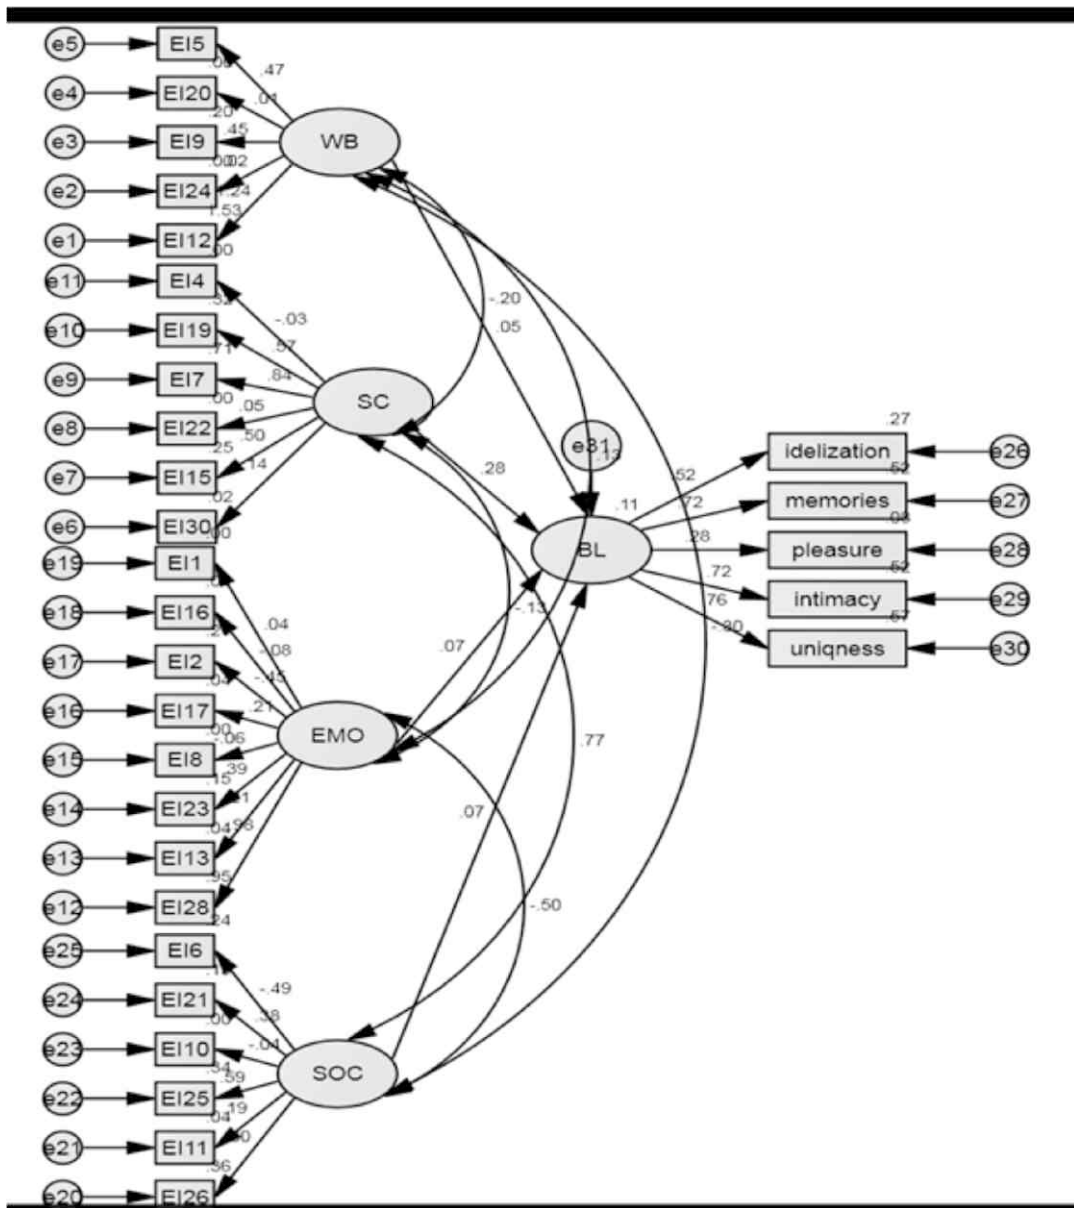 e5 EI5
.47
e4 EI20 .01
.20
.45
e3 EI9 WB
e2 EI24
1.53
e1 EI12
.00
e11 EI4
-.20
-.03
.05
e10 EI19 .57
.71
.84
e9 EI7 SC
.00
.05
e8 EI22 .27
e31
idelization e26
.50
.25
e7 EI15 .28 .52 .52
.14
.02
.11 .72 memories e27
e6 EI30
.00
.28
BL pleasure e28
e19 EI1
.52
.72
.76 intimacy e29
-.13
e18 EI16 .04 .57
-.30
-.08 .07 uniqness e30
e17 EI2
-.45
.21
e16 EI17 EMO
-.06
.77
e15 EI8
.39
.15
e14 EI23 .07
.04
e13 EI13
.95
e12 EI28 -.50
.24
e25 EI6
-.49
e24 EI21 .38
.00
-.04
e23 EI10 SOC
.59
e22 EI25
.19
.04
e21 EI11
.36
e20 EI26